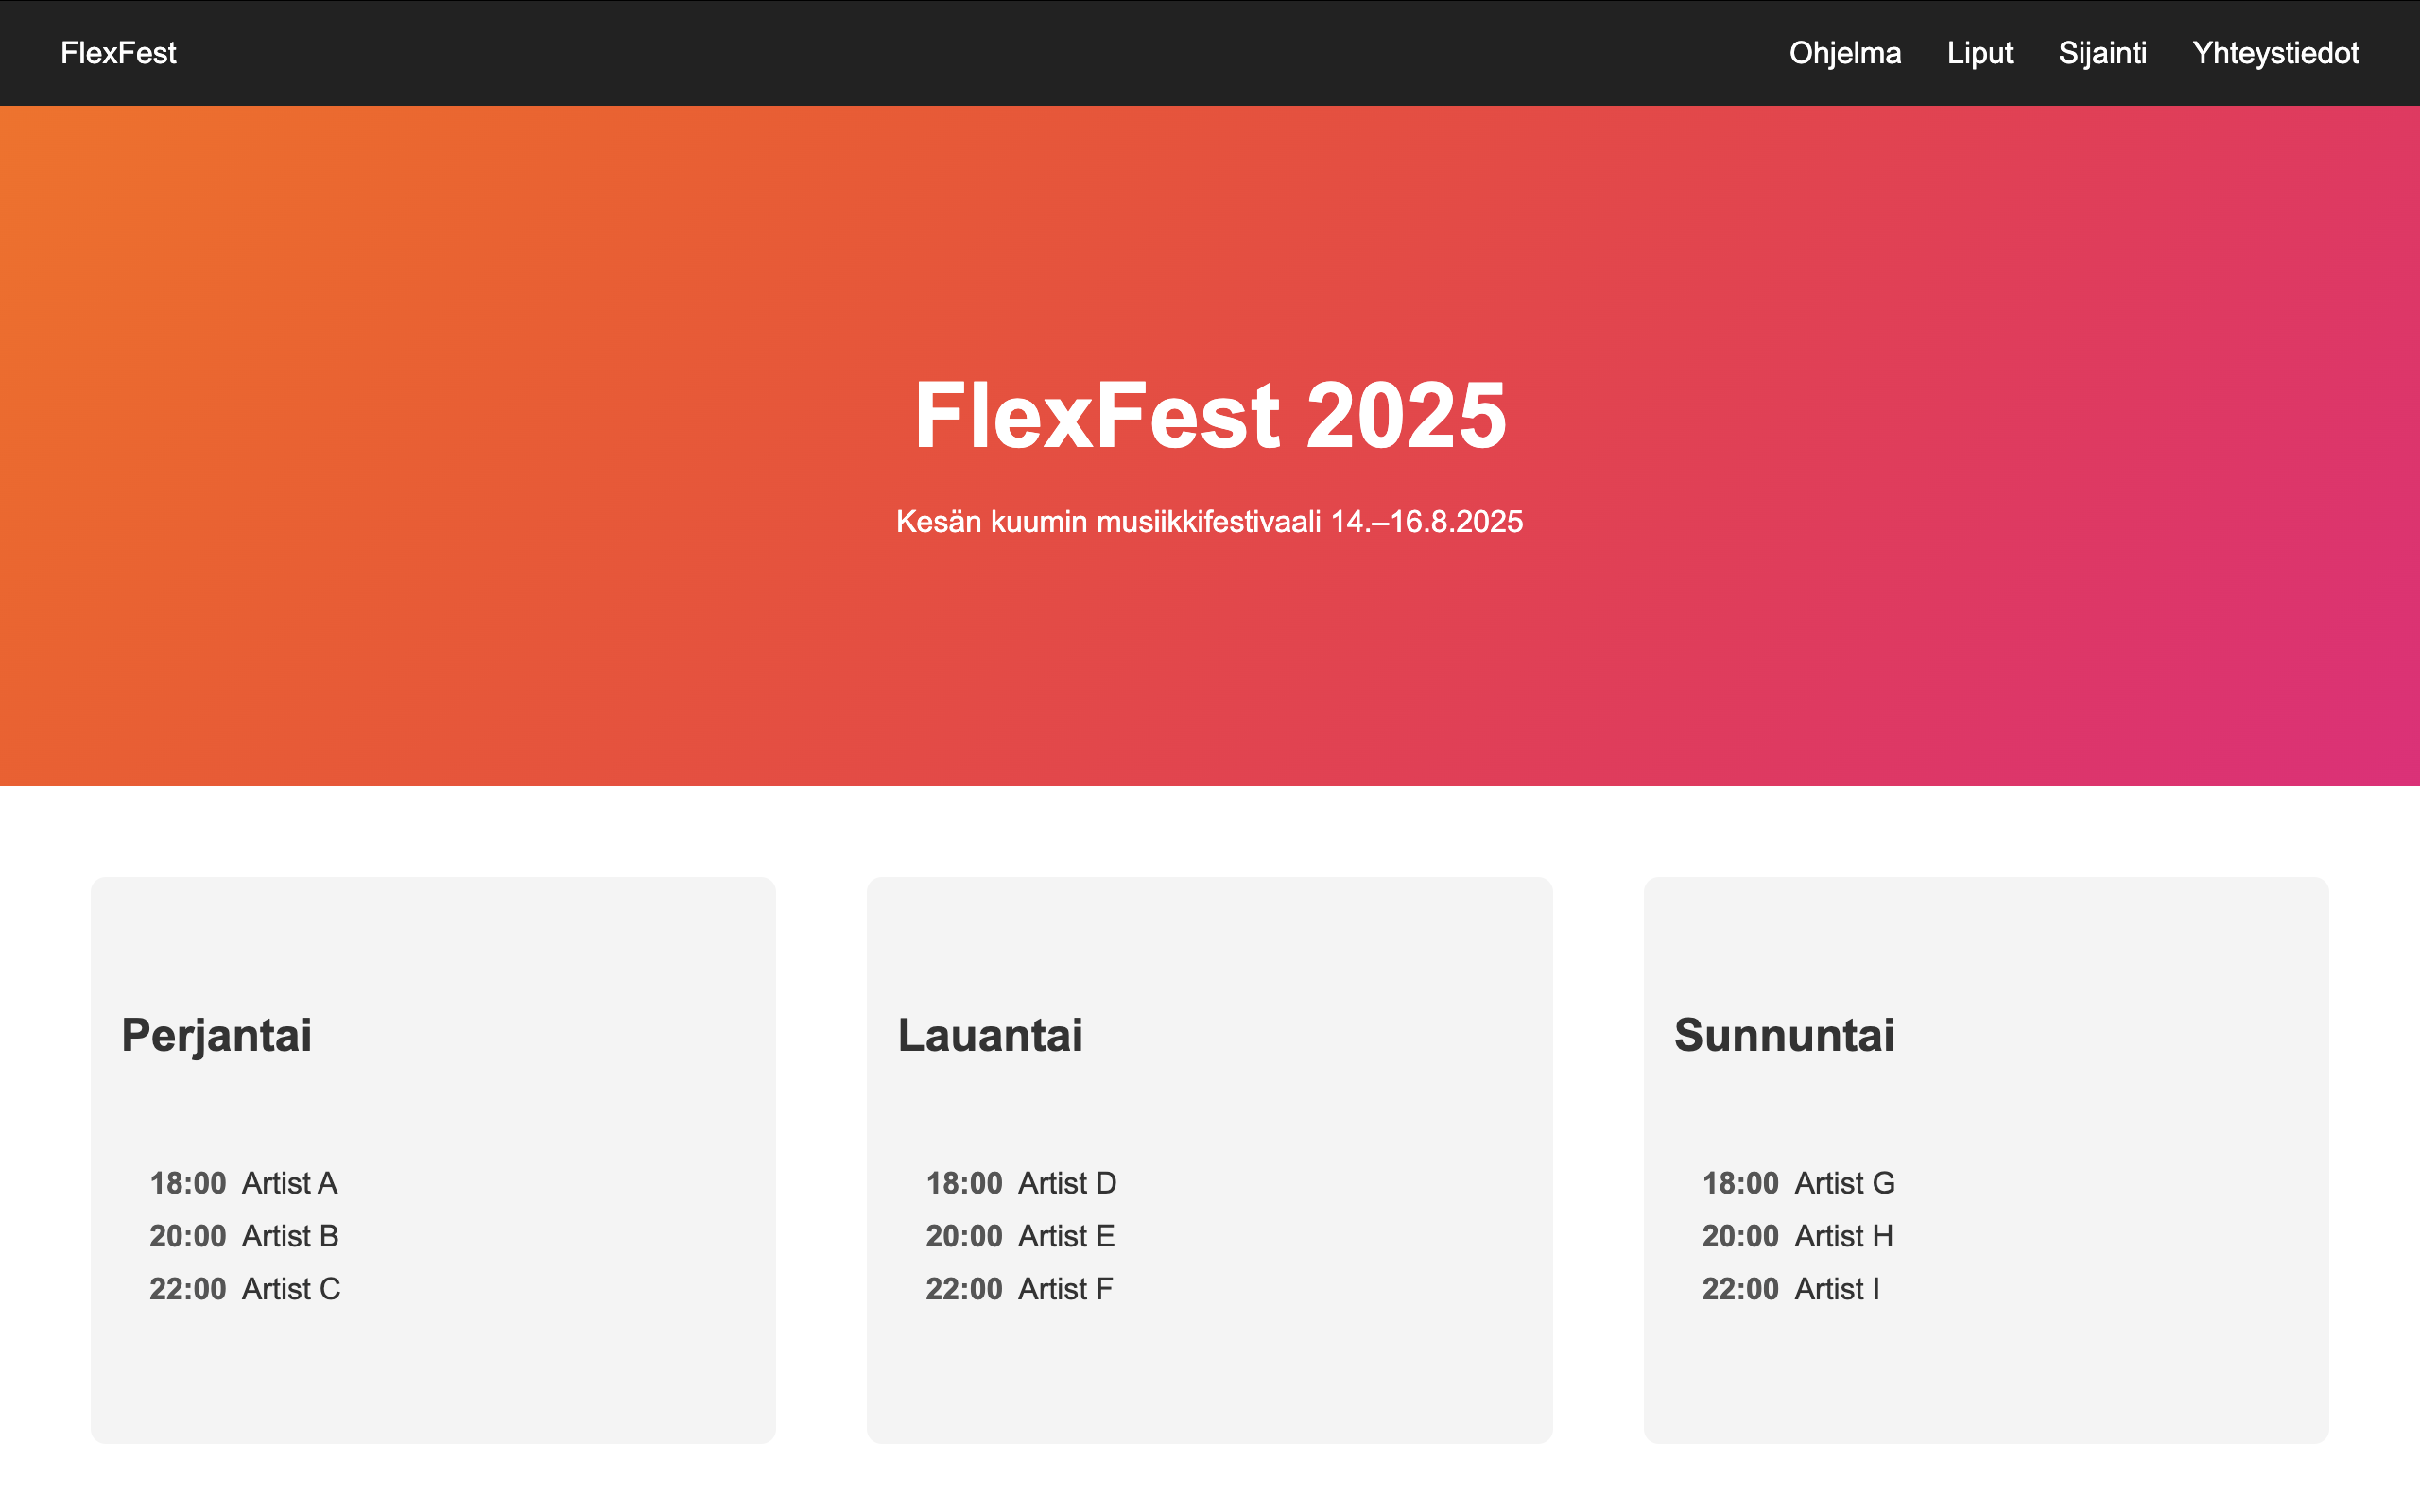 FlexFest
Ohjelma Liput Sijainti Yhteystiedot
FlexFest 2025
Kesän kuumin musiikkifestivaali 14.–16.8.2025
Perjantai
18:00 Artist A
20:00 Artist B
22:00 Artist C
Lauantai
18:00 Artist D
20:00 Artist E
22:00 Artist F
Sunnuntai
18:00 Artist G
20:00 Artist H
22:00 Artist I